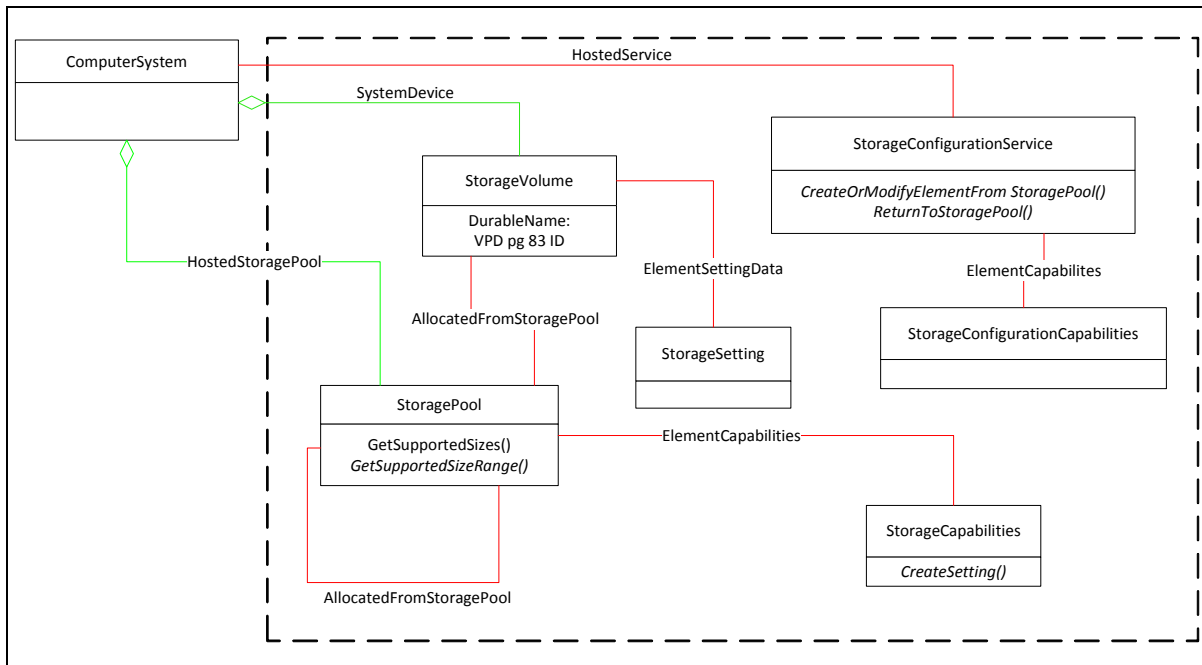 ComputerSystem
HostedService
SystemDevice
StorageConfigurationService
CreateOrModifyElementFrom StoragePool()
ReturnToStoragePool()
StorageVolume
DurableName:
VPD pg 83 ID
HostedStoragePool
ElementSettingData
ElementCapabilites
AllocatedFromStoragePool
StorageConfigurationCapabilities
StorageSetting
StoragePool
GetSupportedSizes()
GetSupportedSizeRange()
ElementCapabilities
StorageCapabilities
CreateSetting()
AllocatedFromStoragePool